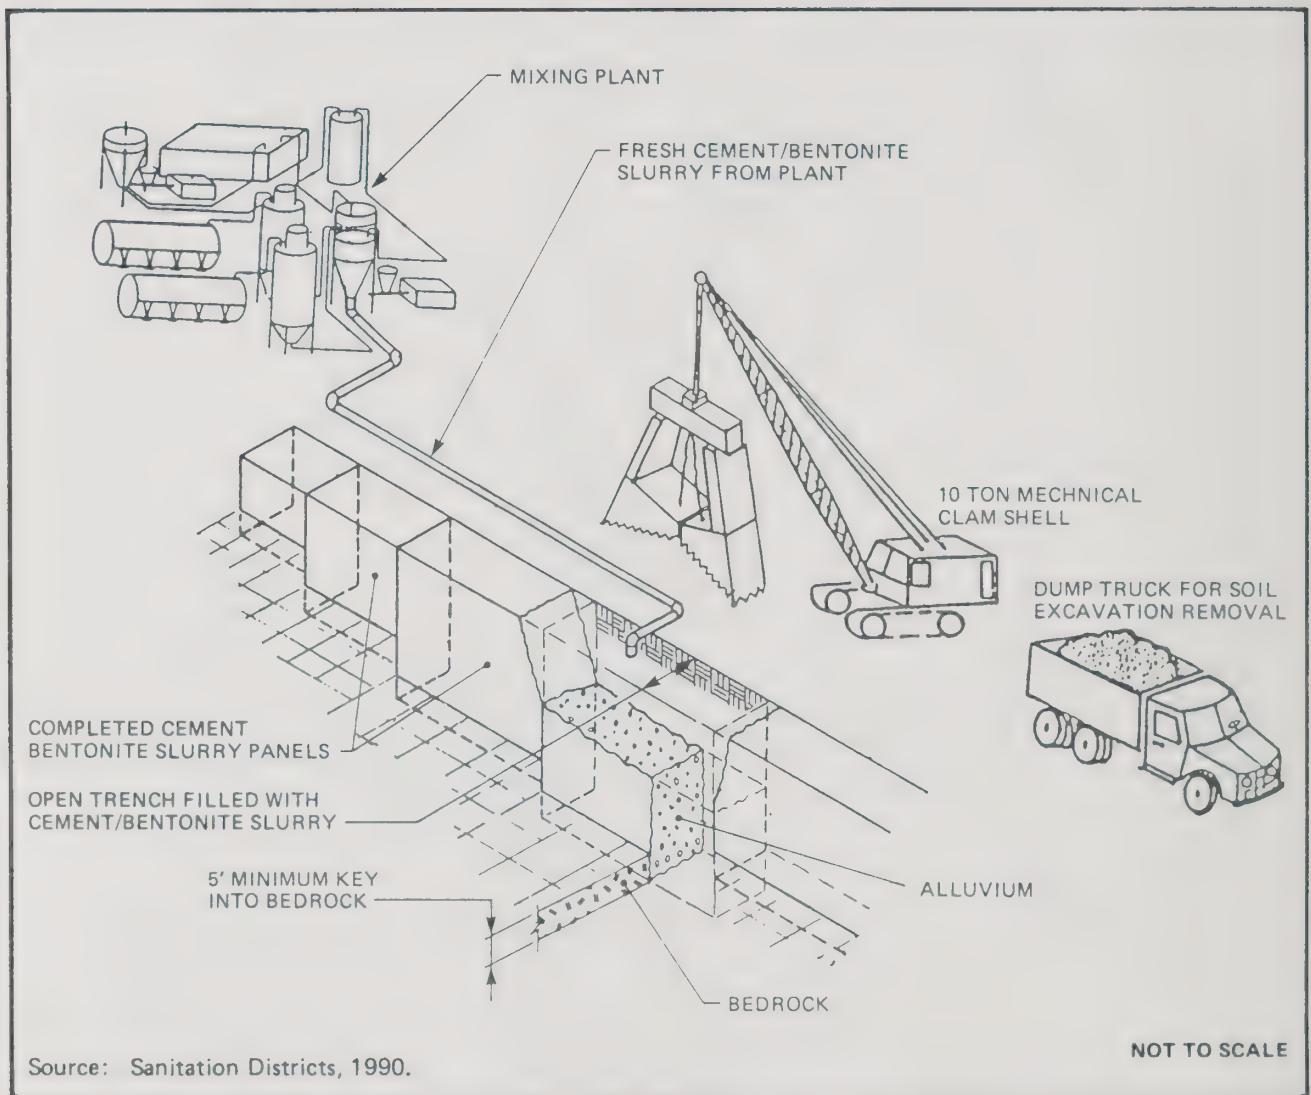 MIXING PLANT
FRESH CEMENT/BENTONITE
SLURRY FROM PLANT
10 TON MECHNICAL
CLAM SHELL
DUMP TRUCK FOR SOIL
EXCAVATION REMOVAL
COMPLETED CEMENT
BENTONITE SLURRY PANELS
OPEN TRENCH FILLED WITH
CEMENT/BENTONITE SLURRY
5' MINIMUM KEY
INTO BEDROCK
ALLUVIUM
BEDROCK
NOT TO SCALE
Source: Sanitation Districts, 1990.